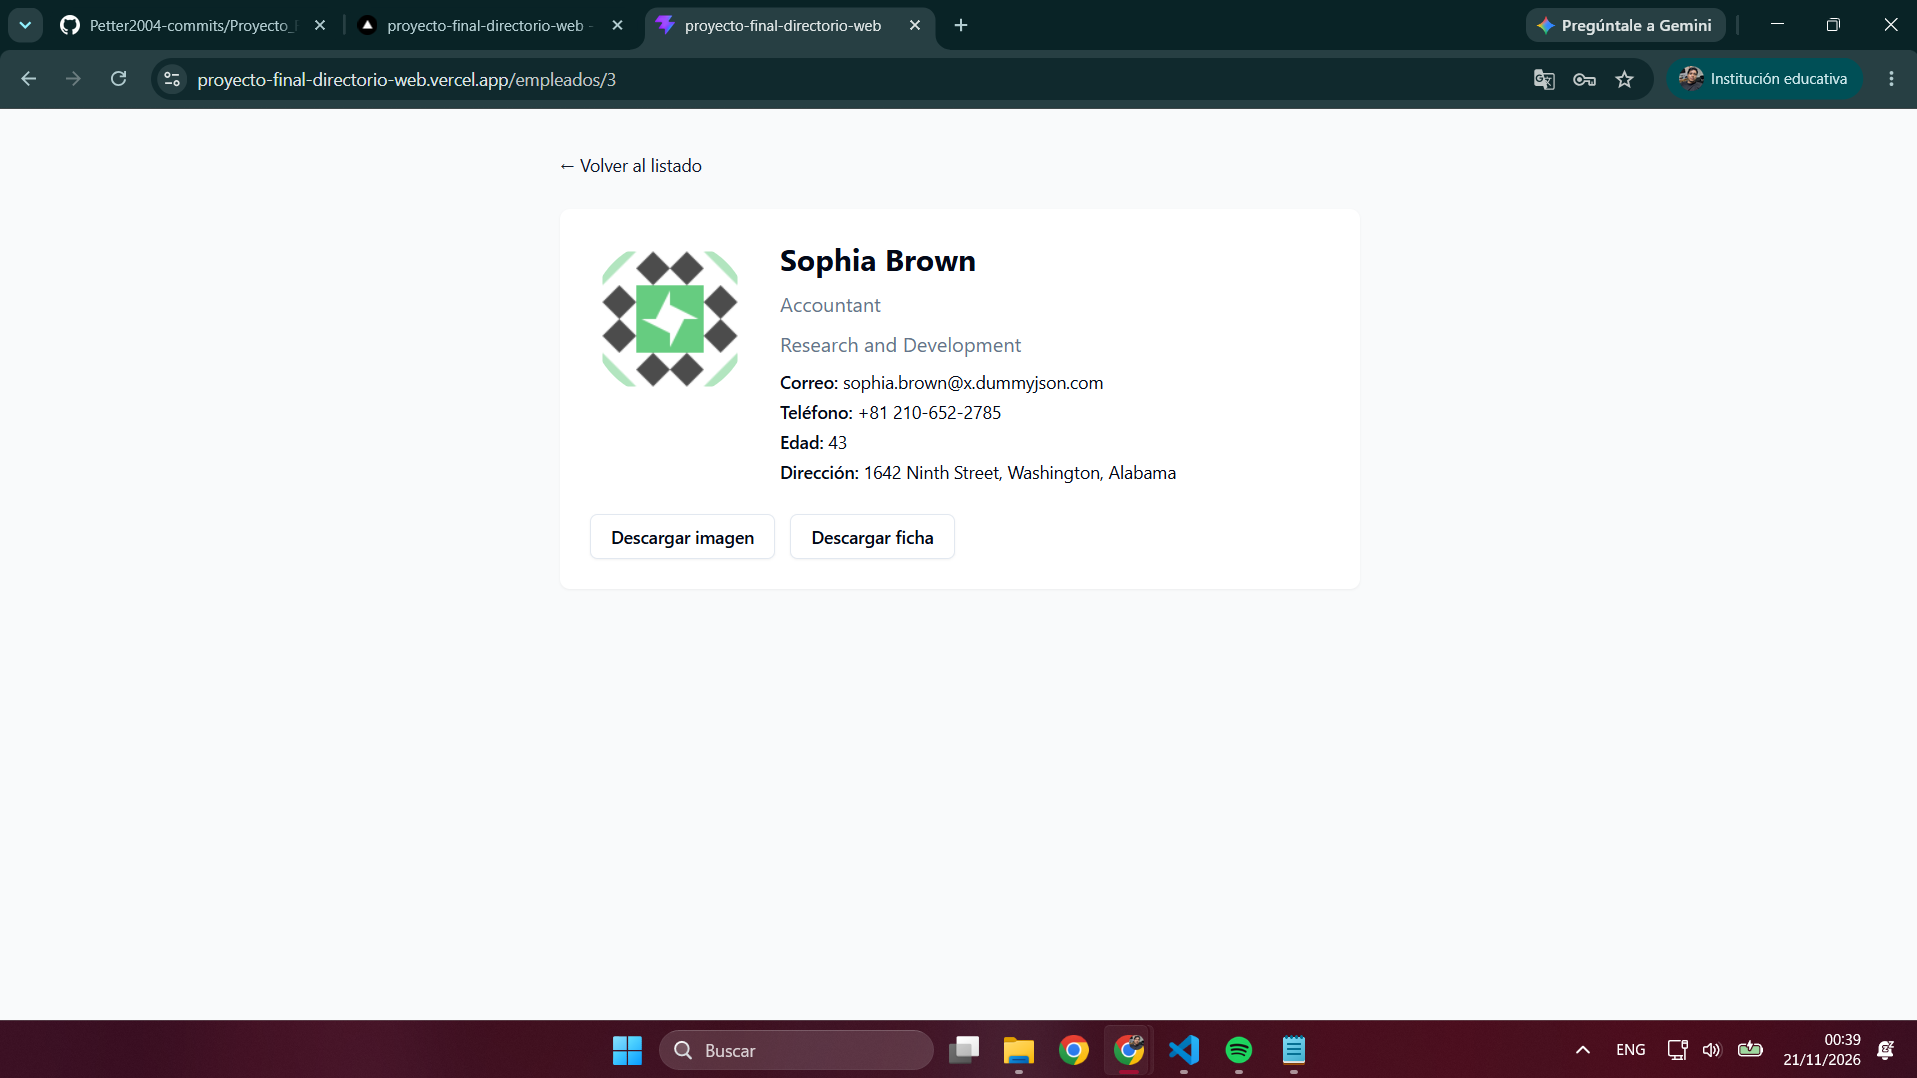 Petter2004-commits/Proyecto_
proyecto-final-directorio-web
proyecto-final-directorio-web
Pregúntale a Gemini
proyecto-final-directorio-web.vercel.app/empleados/3
Institución educativa
← Volver al listado
Sophia Brown
Accountant
Research and Development
Correo: sophia.brown@x.dummyjson.com
Teléfono: +81 210-652-2785
Edad: 43
Dirección: 1642 Ninth Street, Washington, Alabama
Descargar imagen
Descargar ficha
Buscar
ENG
00:39
21/11/2026